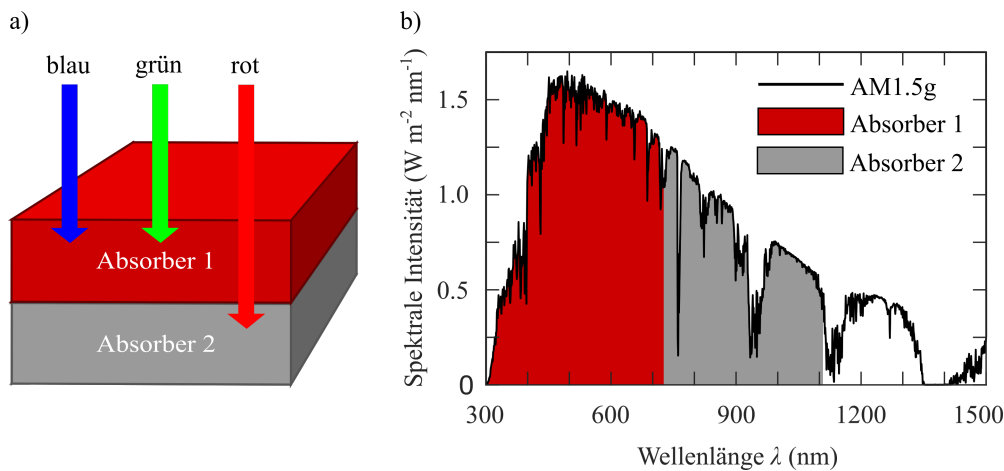 a)
blau grün rot
Absorber 1
Absorber 2
b)
AM1.5g
Absorber 1
Absorber 2
Spektrale Intensität (W m⁻² nm⁻¹)
1.5
1.0
0.5
0
300 600 900 1200 1500
Wellenlänge λ (nm)